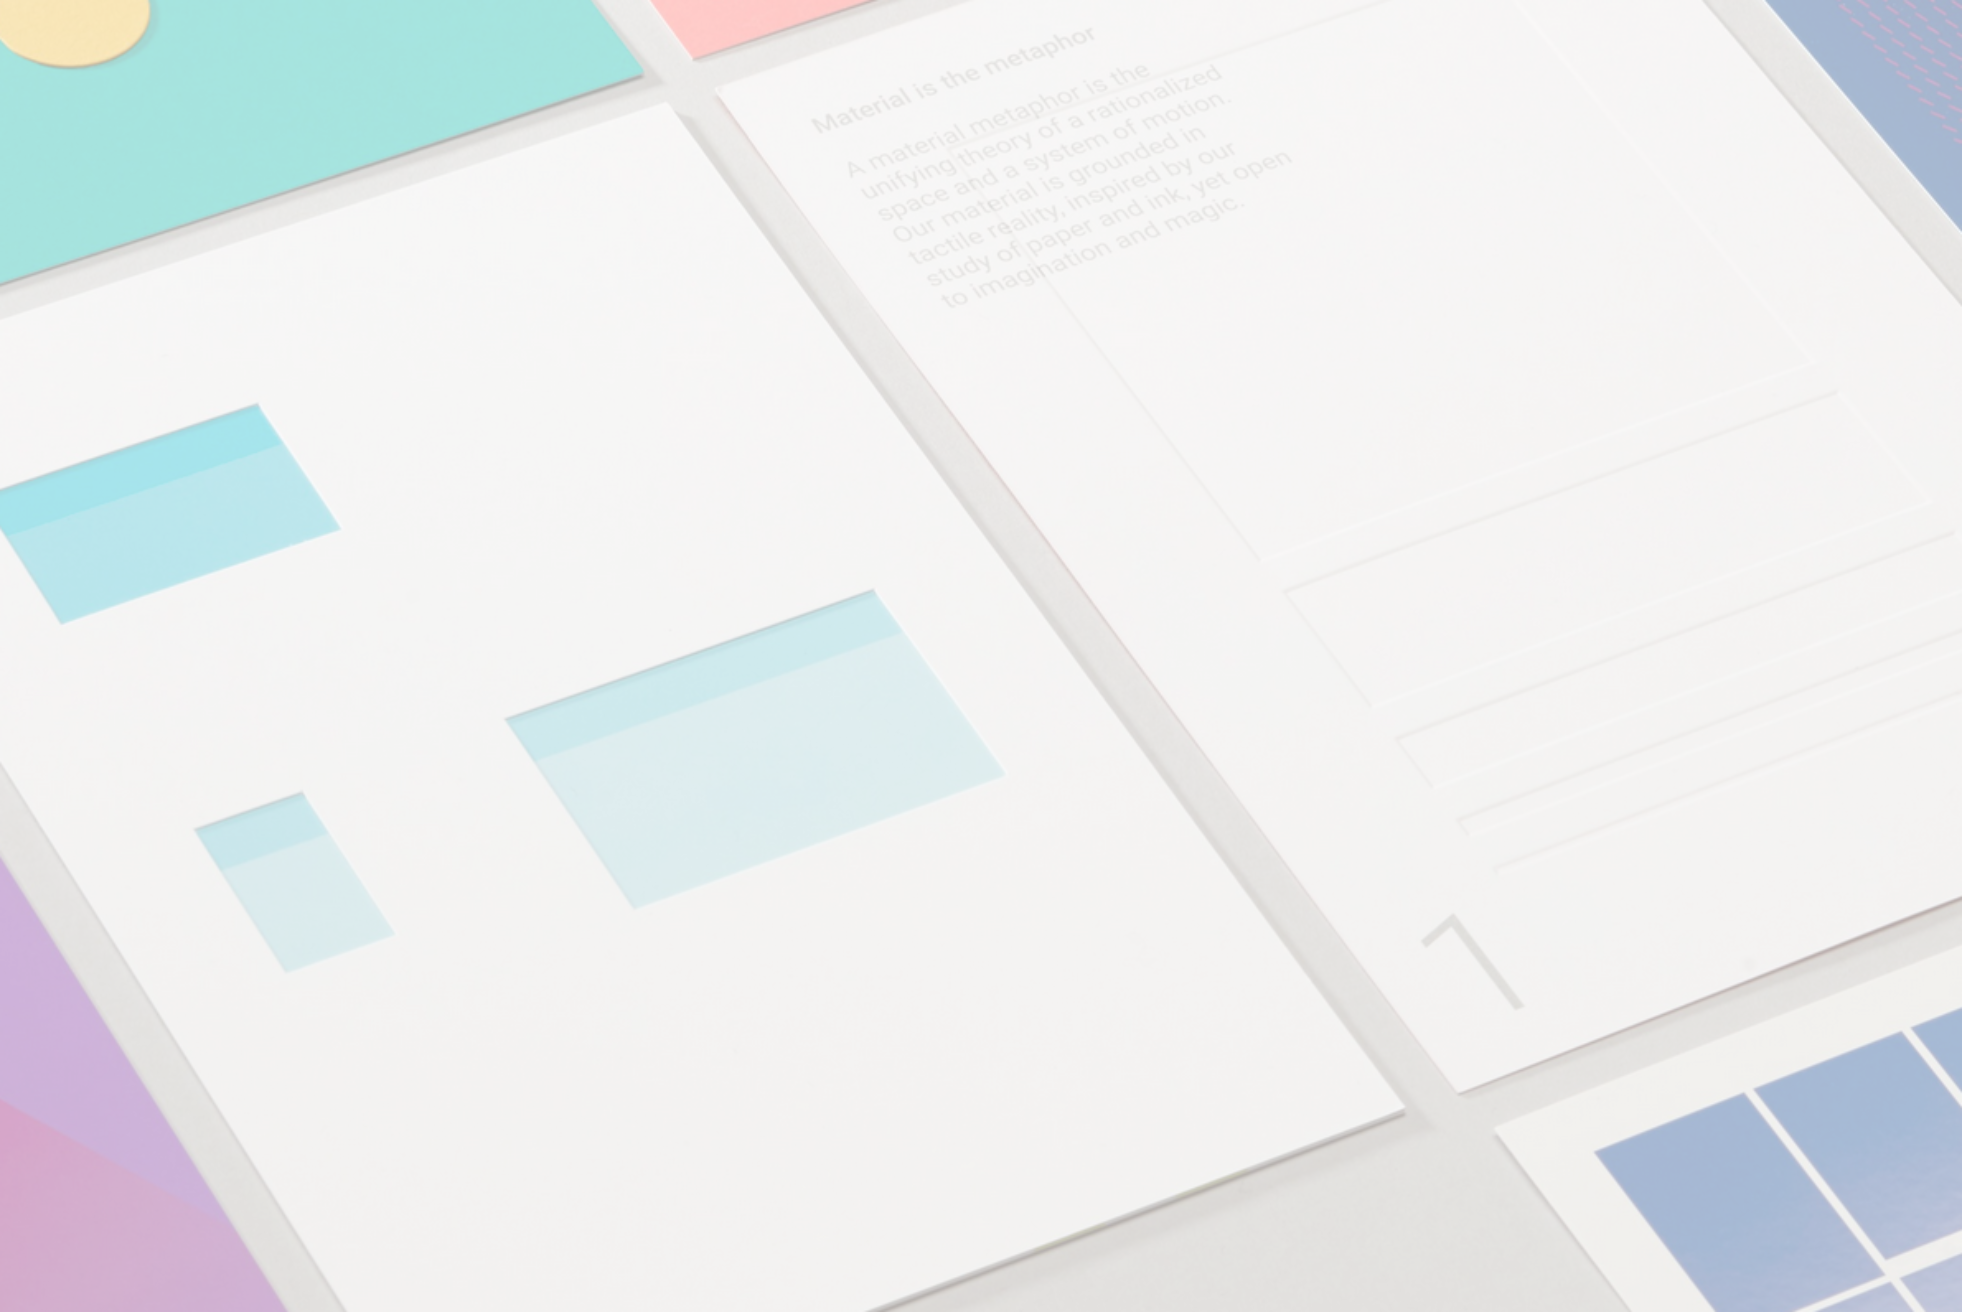 Material is the metaphor
A material metaphor is the
unifying theory of a rationalized
space and a system of motion.
Our material is grounded in
tactile reality, inspired by our
study of paper and ink, yet open
to imagination and magic.
1